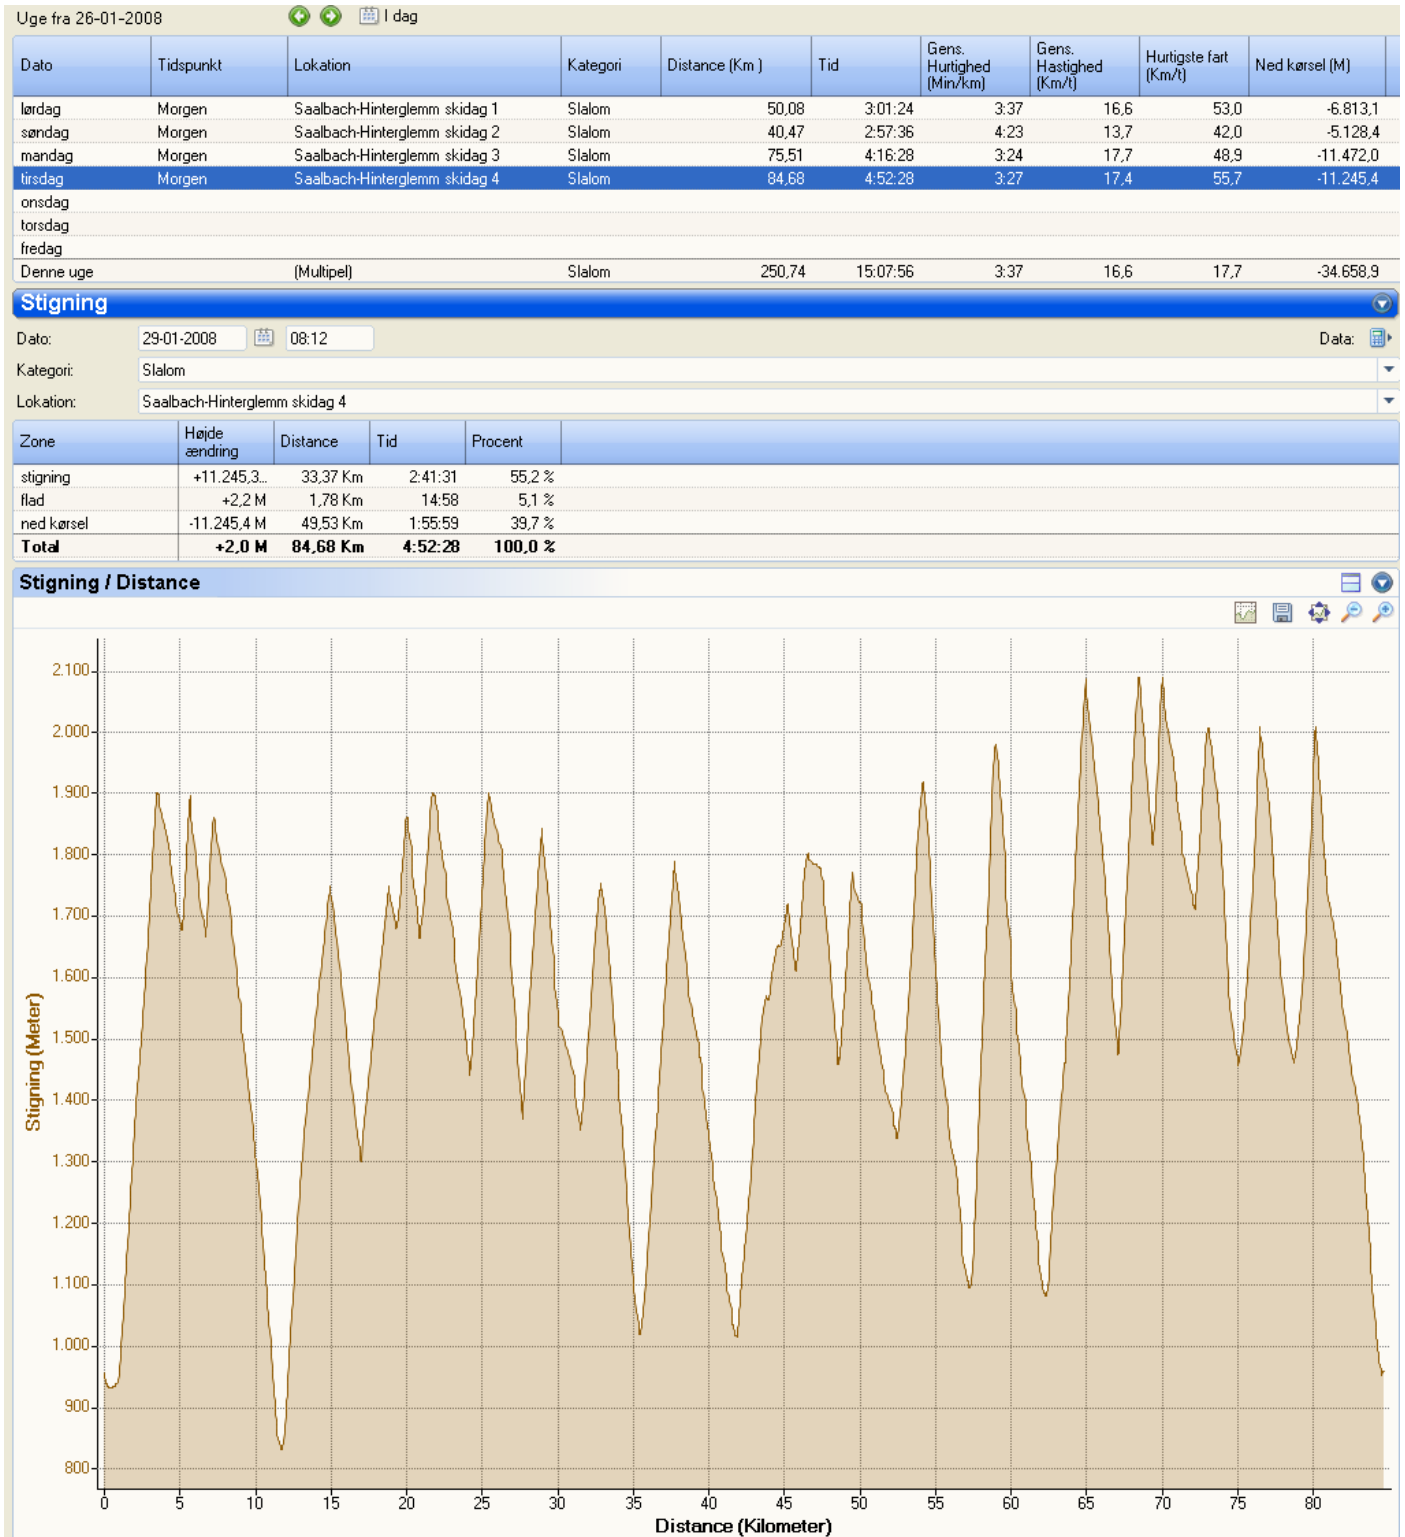 Uge fra 26-01-2008 I dag
Dato Tidspunkt Lokation Kategori Distance (Km ) Tid Gens. Hurtighed (Min/km) Gens. Hastighed (Km/t) Hurtigste fart (Km/t) Ned kørsel (M)
lørdag Morgen Saalbach-Hinterglemm skidag 1 Slalom 50,08 3:01:24 3:37 16,6 53,0 -6.813,1
søndag Morgen Saalbach-Hinterglemm skidag 2 Slalom 40,47 2:57:36 4:23 13,7 42,0 -5.128,4
mandag Morgen Saalbach-Hinterglemm skidag 3 Slalom 75,51 4:16:28 3:24 17,7 48,9 -11.472,0
tirsdag Morgen Saalbach-Hinterglemm skidag 4 Slalom 84,68 4:52:28 3:27 17,4 55,7 -11.245,4
onsdag
torsdag
fredag
Denne uge (Multipel) Slalom 250,74 15:07:56 3:37 16,6 17,7 -34.658,9
Stigning
Dato: 29-01-2008 08:12 Data:
Kategori: Slalom
Lokation: Saalbach-Hinterglemm skidag 4
Zone Højde ændring Distance Tid Procent
stigning +11.245,3... 33,37 Km 2:41:31 55,2 %
flad +2,2 M 1,78 Km 14:58 5,1 %
ned kørsel -11.245,4 M 49,53 Km 1:55:59 39,7 %
Total +2,0 M 84,68 Km 4:52:28 100,0 %
Stigning / Distance
2.100
2.000
1.900
1.800
1.700
1.600
1.500
1.400
1.300
1.200
1.100
1.000
900
800
Stigning (Meter)
0 5 10 15 20 25 30 35 40 45 50 55 60 65 70 75 80
Distance (Kilometer)